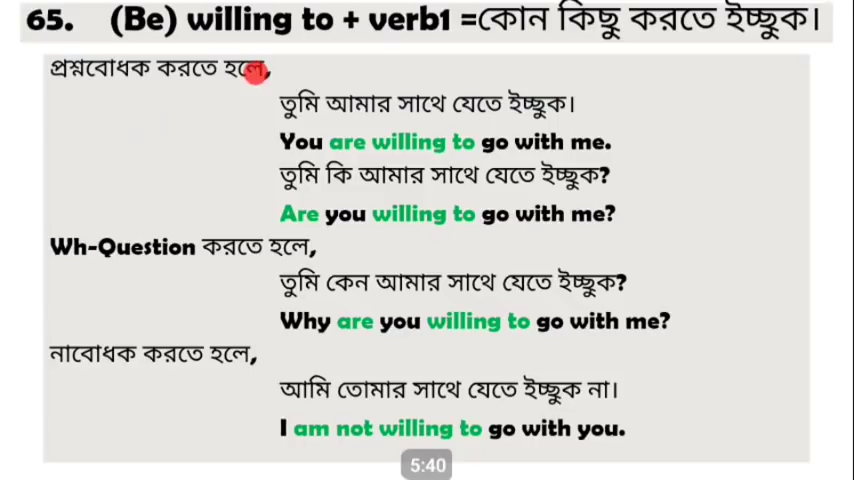 65. (Be) willing to + verb1 =কোন কিছু করতে ইচ্ছুক।
প্রশ্নবোধক করতে হলে,
তুমি আমার সাথে যেতে ইচ্ছুক।
You are willing to go with me.
তুমি কি আমার সাথে যেতে ইচ্ছুক?
Are you willing to go with me?
Wh-Question করতে হলে,
তুমি কেন আমার সাথে যেতে ইচ্ছুক?
Why are you willing to go with me?
নাবোধক করতে হলে,
আমি তোমার সাথে যেতে ইচ্ছুক না।
I am not willing to go with you.
5:40